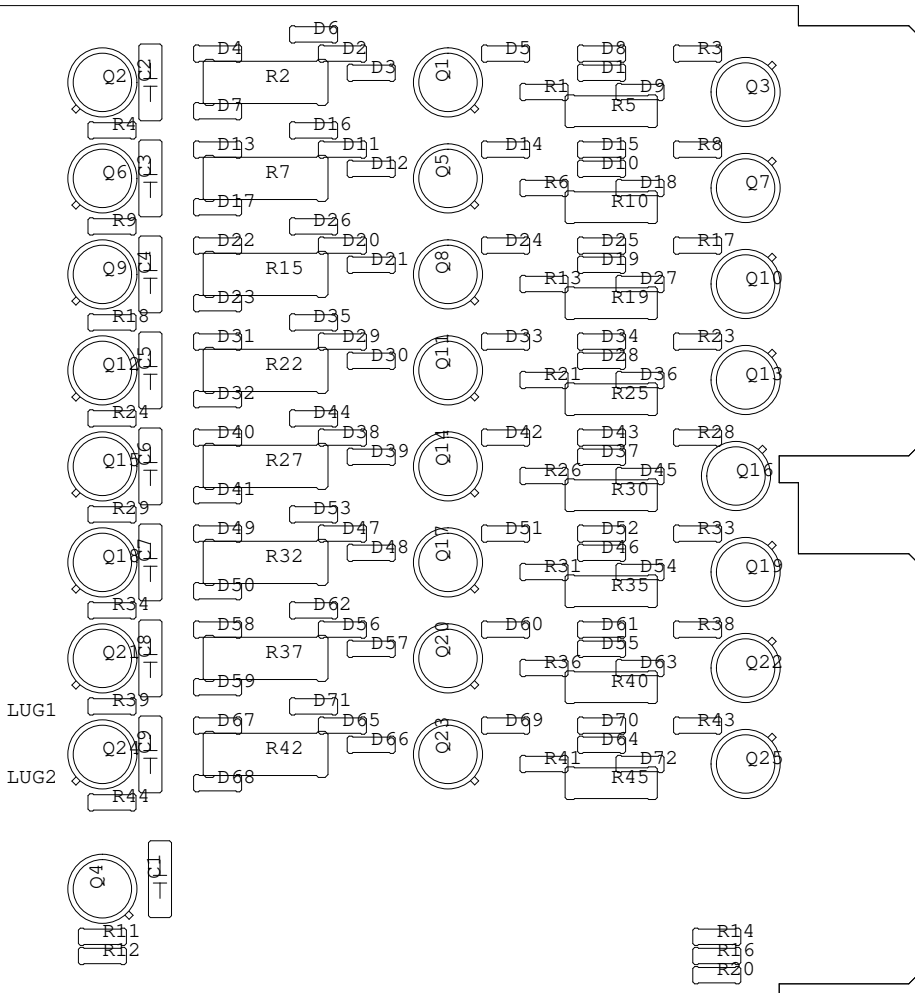 D6
D4 D2 D5 D8 R3
Q2 C2 R2 D3 Q1 D1 Q3
R1 D9
D7 R5
R4 D16
D13 D11 D14 D15 R8
Q6 C3 R7 D12 Q5 D10 Q7
R6 D18
D17 R10
R9 D26
D22 D20 D24 D25 R17
Q9 C4 R15 D21 Q8 D19 Q10
R13 D27
D23 R19
R18 D35
D31 D29 D33 D34 R23
Q12 C5 R22 D30 Q11 D28 Q13
R21 D36
D32 R25
R24 D44
D40 D38 D42 D43 R28
Q15 C6 R27 D39 Q14 D37 Q16
R26 D45
D41 R30
R29 D53
D49 D47 D51 D52 R33
Q18 C7 R32 D48 Q17 D46 Q19
R31 D54
D50 R35
R34 D62
D58 D56 D60 D61 R38
Q21 C8 R37 D57 Q20 D55 Q22
R36 D63
D59 R40
R39 D71
LUG1
D67 D65 D69 D70 R43
Q24 C9 R42 D66 Q23 D64 Q25
R41 D72
LUG2 D68 R45
R44
Q4 C1
R11 R14
R12 R16
R20